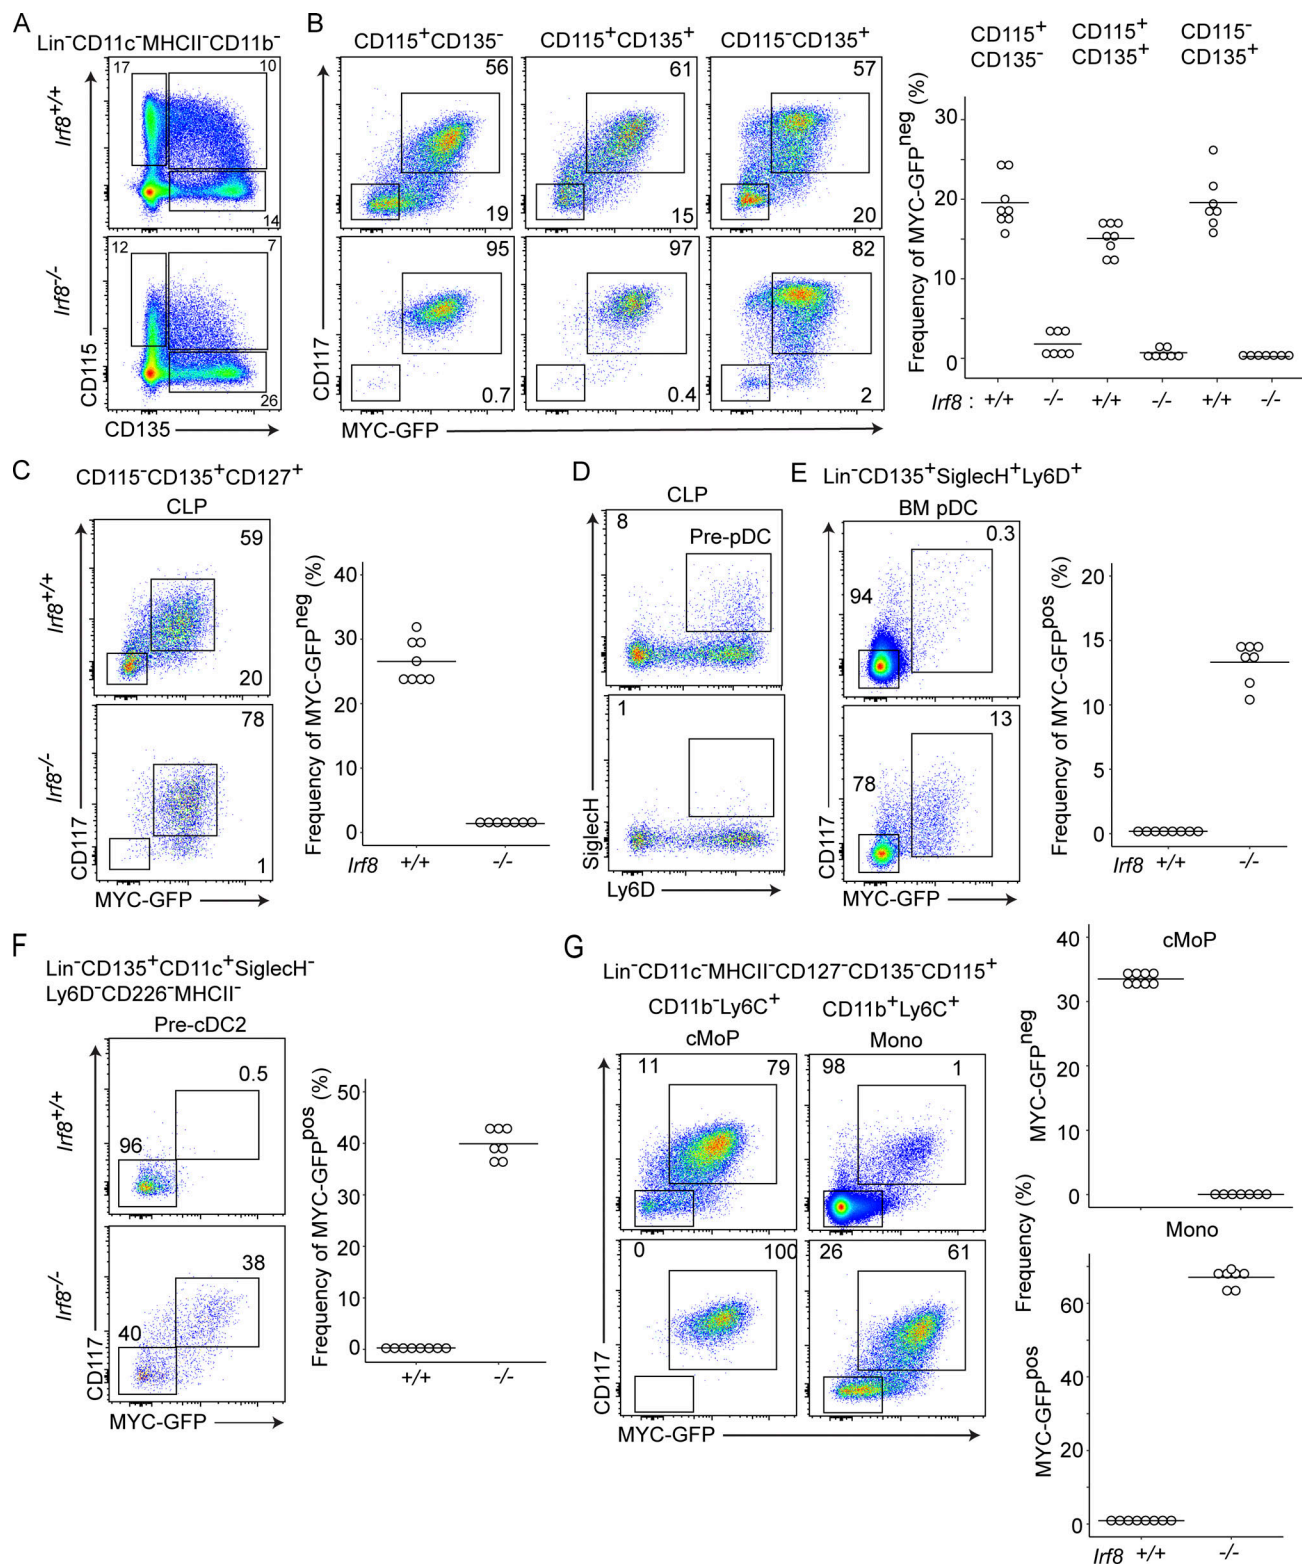 A
Lin⁻CD11c⁻MHCII⁻CD11b⁻
Irf8⁺/⁺
17
10
14
Irf8⁻/⁻
12
7
26
CD115
CD135
B
CD115⁺CD135⁻
CD115⁺CD135⁺
CD115⁻CD135⁺
56
61
57
19
15
20
95
97
82
0.7
0.4
2
CD117
MYC-GFP
CD115⁺ CD115⁺ CD115⁻
CD135⁻ CD135⁺ CD135⁺
Frequency of MYC-GFPⁿᵉᵍ (%)
30
20
10
0
Irf8 : +/+ -/- +/+ -/- +/+ -/-
C
CD115⁻CD135⁺CD127⁺
CLP
Irf8⁺/⁺
59
20
Irf8⁻/⁻
78
1
CD117
MYC-GFP
Frequency of MYC-GFPⁿᵉᵍ (%)
40
30
20
10
0
Irf8 +/+ -/-
D
CLP
8
Pre-pDC
1
SiglecH
Ly6D
E
Lin⁻CD135⁺SiglecH⁺Ly6D⁺
BM pDC
0.3
94
13
78
CD117
MYC-GFP
Frequency of MYC-GFPᵖᵒˢ (%)
20
15
10
5
0
Irf8 +/+ -/-
F
Lin⁻CD135⁺CD11c⁺SiglecH⁻
Ly6D⁻CD226⁻MHCII⁻
Pre-cDC2
Irf8⁺/⁺
0.5
96
Irf8⁻/⁻
38
40
CD117
MYC-GFP
Frequency of MYC-GFPᵖᵒˢ (%)
50
40
30
20
10
0
+/+ -/-
G
Lin⁻CD11c⁻MHCII⁻CD127⁻CD135⁻CD115⁺
CD11b⁻Ly6C⁺
CD11b⁺Ly6C⁺
cMoP
Mono
11
79
98
1
0
100
26
61
CD117
MYC-GFP
cMoP
MYC-GFPⁿᵉᵍ
40
30
20
10
0
Frequency (%)
Mono
MYC-GFPᵖᵒˢ
60
40
20
0
Irf8 +/+ -/-